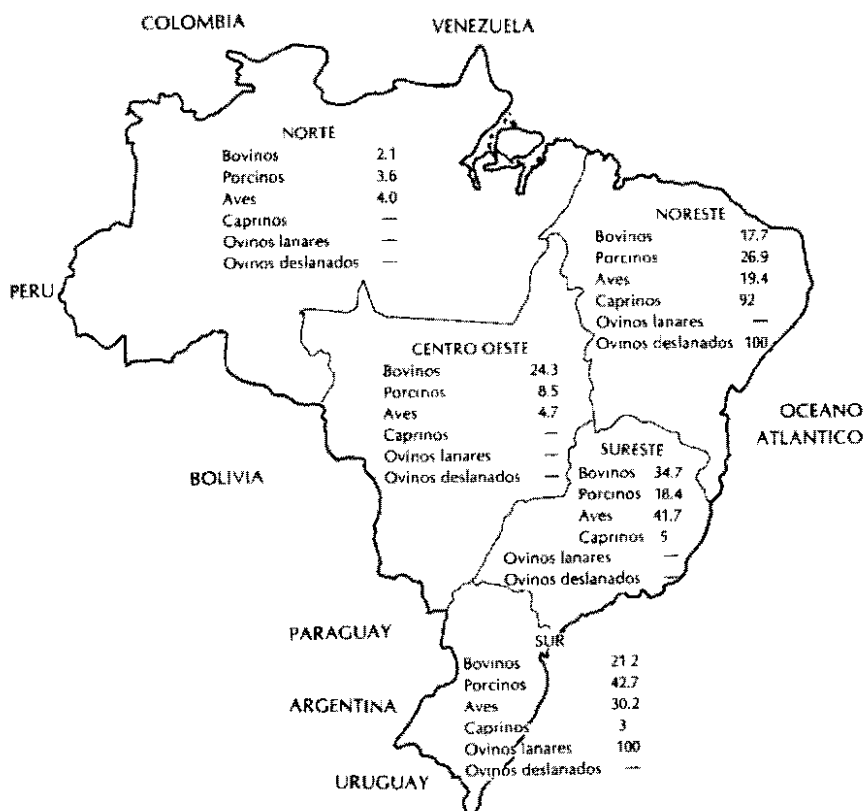 COLOMBIA
VENEZUELA
NORTE
Bovinos 2.1
Porcinos 3.6
Aves 4.0
Caprinos —
Ovinos lanares —
Ovinos deslanados —
NORESTE
Bovinos 17.7
Porcinos 26.9
Aves 19.4
Caprinos 92
Ovinos lanares —
Ovinos deslanados 100
PERU
CENTRO OESTE
Bovinos 24.3
Porcinos 8.5
Aves 4.7
Caprinos —
Ovinos lanares —
Ovinos deslanados —
OCEANO
ATLANTICO
BOLIVIA
SURESTE
Bovinos 34.7
Porcinos 18.4
Aves 41.7
Caprinos 5
Ovinos lanares —
Ovinos deslanados —
PARAGUAY
SUR
Bovinos 21 2
Porcinos 42.7
Aves 30.2
Caprinos 3
Ovinos lanares 100
Ovinos deslanados —
ARGENTINA
URUGUAY